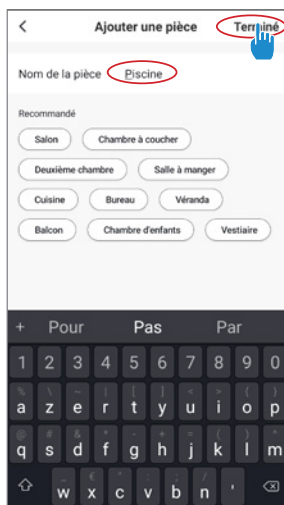 Ajouter une pièce Terminé
Nom de la pièce Piscine
Recommandé
Salon Chambre à coucher
Deuxième chambre Salle à manger
Cuisine Bureau Véranda
Balcon Chambre d'enfants Vestiaire
+ Pour Pas Par
1 2 3 4 5 6 7 8 9 0
a z e r t y u i o p
q s d f g h j k l m
w x c v b n '